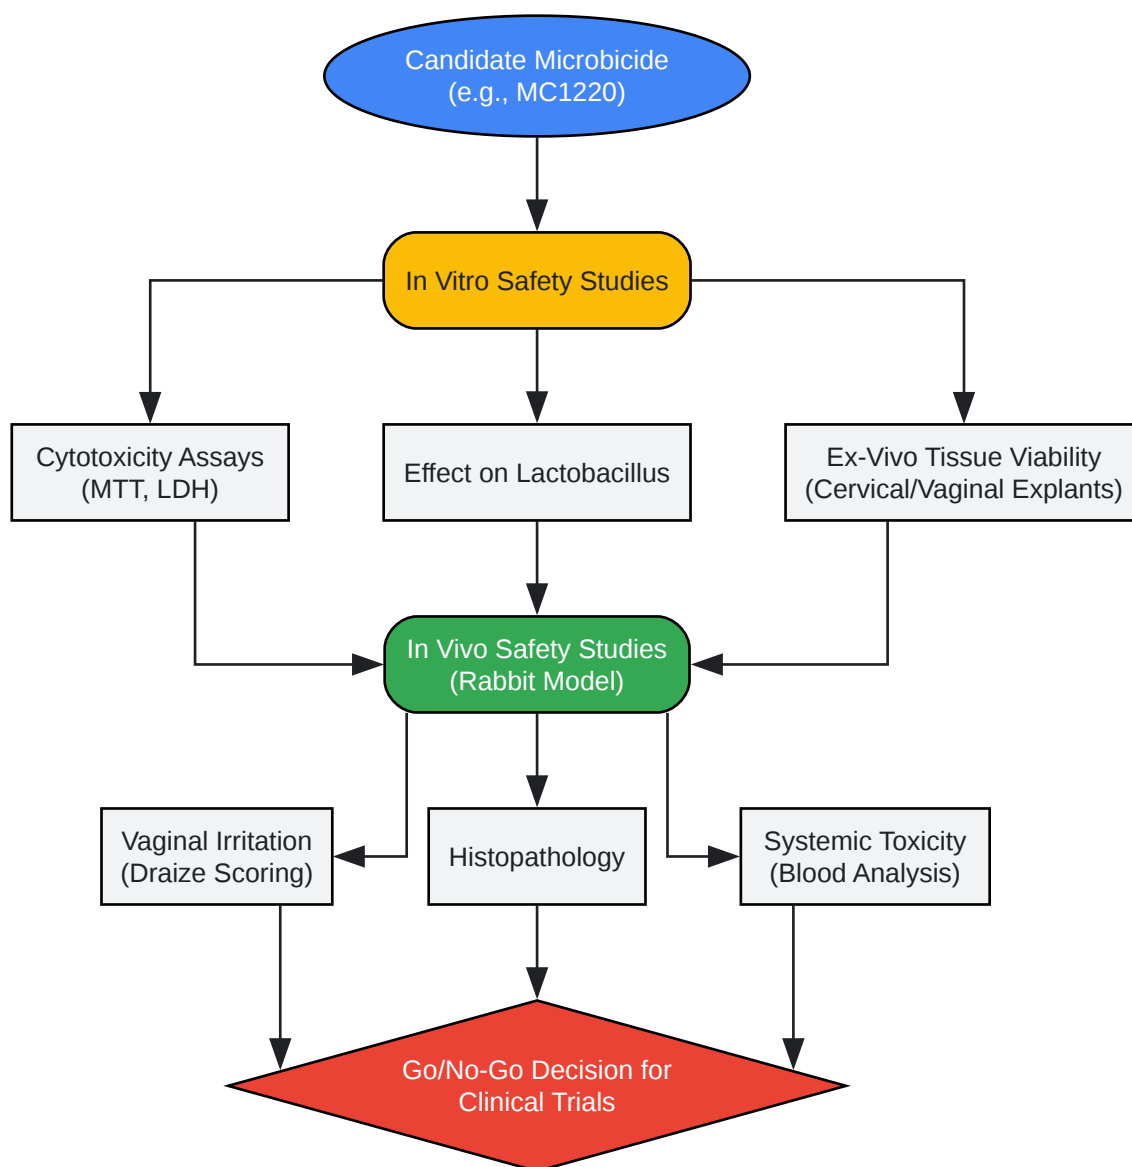 Candidate Microbicide
(e.g., MC1220)
In Vitro Safety Studies
Cytotoxicity Assays
(MTT, LDH)
Effect on Lactobacillus
Ex-Vivo Tissue Viability
(Cervical/Vaginal Explants)
In Vivo Safety Studies
(Rabbit Model)
Vaginal Irritation
(Draize Scoring)
Histopathology
Systemic Toxicity
(Blood Analysis)
Go/No-Go Decision for
Clinical Trials